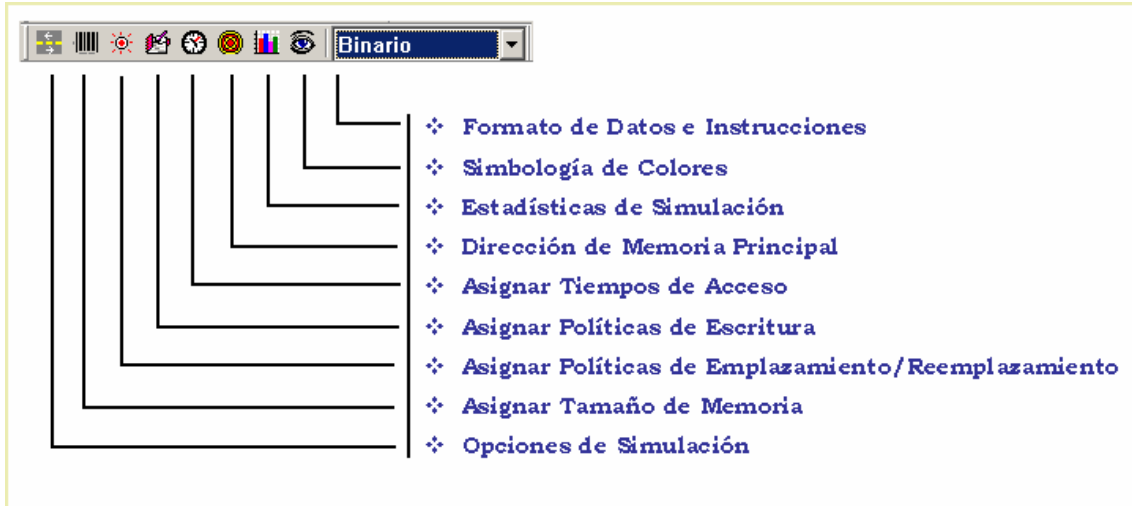 Binario
❖ Formato de Datos e Instrucciones
❖ Simbología de Colores
❖ Estadísticas de Simulación
❖ Dirección de Memoria Principal
❖ Asignar Tiempos de Acceso
❖ Asignar Políticas de Escritura
❖ Asignar Políticas de Emplazamiento/Reemplazamiento
❖ Asignar Tamaño de Memoria
❖ Opciones de Simulación